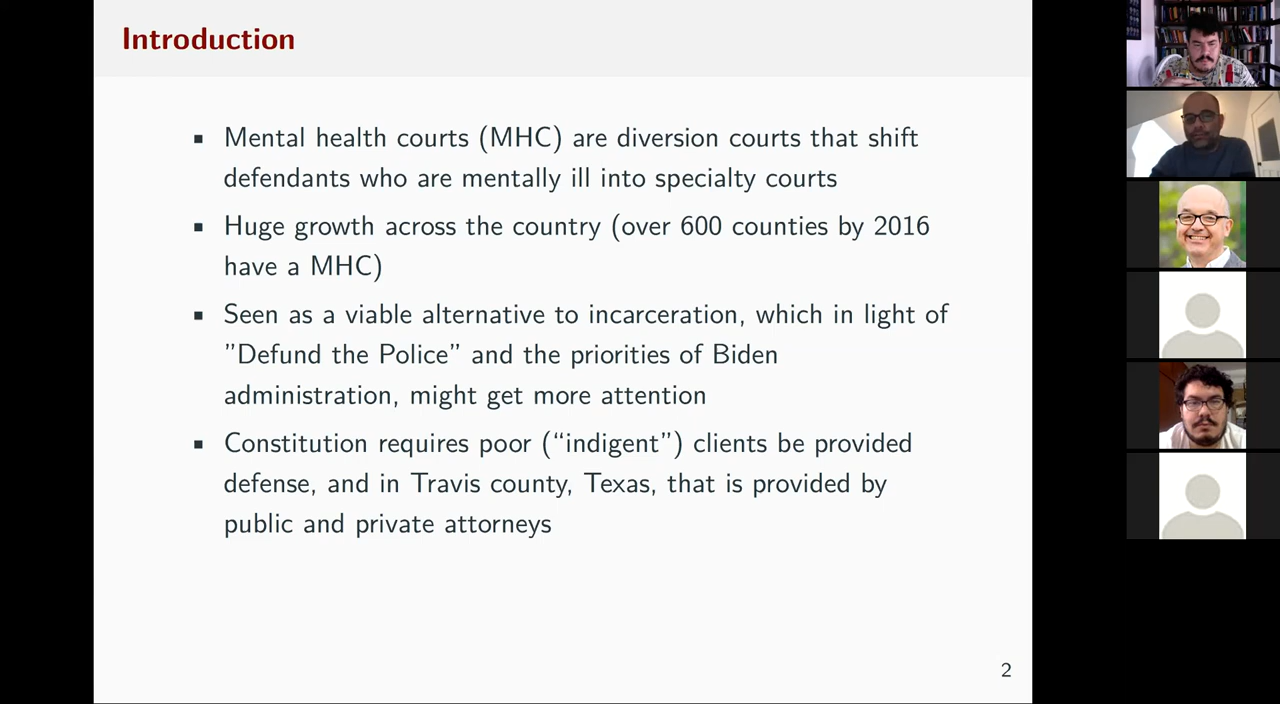 Introduction
▪ Mental health courts (MHC) are diversion courts that shift
defendants who are mentally ill into specialty courts
▪ Huge growth across the country (over 600 counties by 2016
have a MHC)
▪ Seen as a viable alternative to incarceration, which in light of
”Defund the Police” and the priorities of Biden
administration, might get more attention
▪ Constitution requires poor (“indigent”) clients be provided
defense, and in Travis county, Texas, that is provided by
public and private attorneys
2